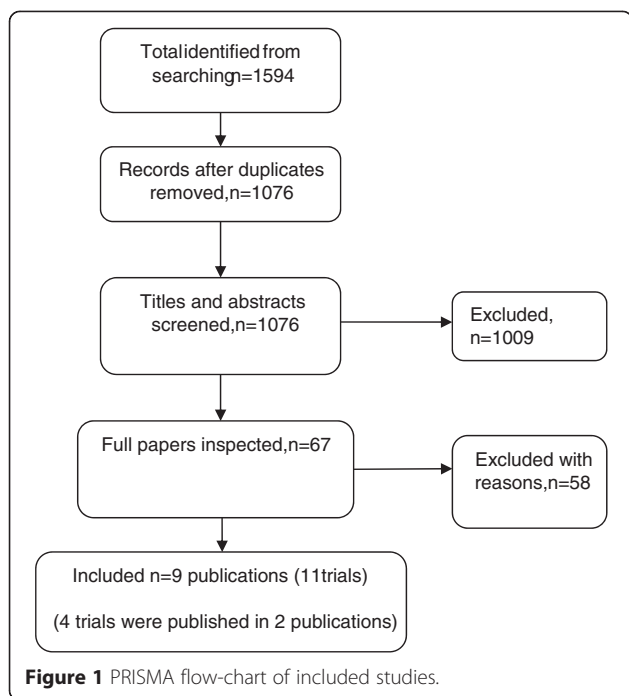 Totalidentified from
searchingn=1594
Records after duplicates
removed,n=1076
Titles and abstracts
screened,n=1076
Excluded,
n=1009
Full papers inspected,n=67
Excluded with
reasons,n=58
Included n=9 publications (11trials)
(4 trials were published in 2 publications)
Figure 1 PRISMA flow-chart of included studies.